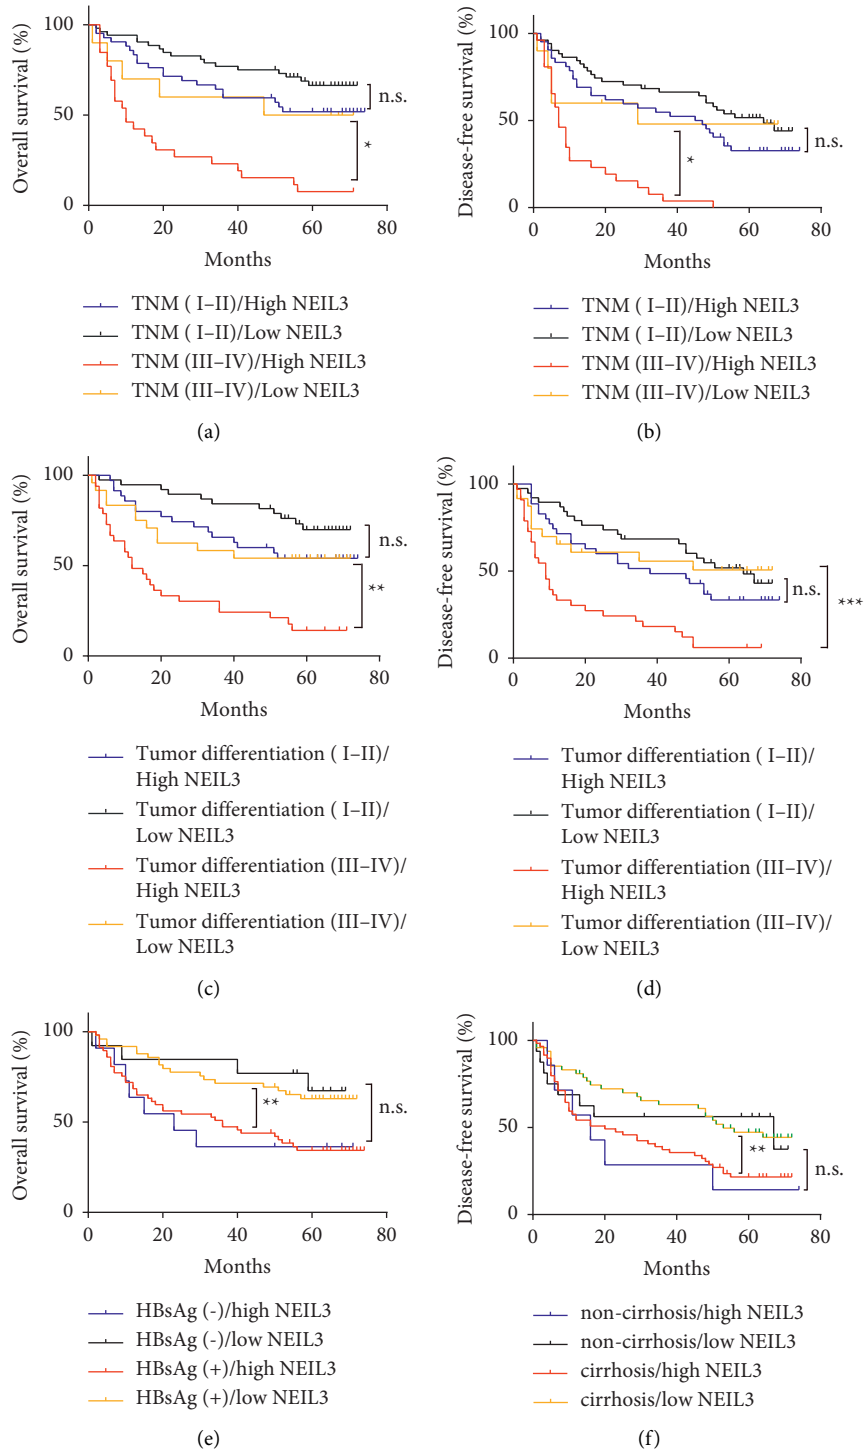 Overall survival (%)
100
50
0
0 20 40 60 80
Months
n.s.
*
TNM ( I–II)/High NEIL3
TNM ( I–II)/Low NEIL3
TNM (III–IV)/High NEIL3
TNM (III–IV)/Low NEIL3
(a)
Disease-free survival (%)
100
50
0
0 20 40 60 80
Months
n.s.
*
TNM ( I–II)/High NEIL3
TNM ( I–II)/Low NEIL3
TNM (III–IV)/High NEIL3
TNM (III–IV)/Low NEIL3
(b)
Overall survival (%)
100
50
0
0 20 40 60 80
Months
n.s.
**
Tumor differentiation ( I–II)/
High NEIL3
Tumor differentiation ( I–II)/
Low NEIL3
Tumor differentiation (III–IV)/
High NEIL3
Tumor differentiation (III–IV)/
Low NEIL3
(c)
Disease-free survival (%)
100
50
0
0 20 40 60 80
Months
n.s.
***
Tumor differentiation ( I–II)/
High NEIL3
Tumor differentiation ( I–II)/
Low NEIL3
Tumor differentiation (III–IV)/
High NEIL3
Tumor differentiation (III–IV)/
Low NEIL3
(d)
Overall survival (%)
100
50
0
0 20 40 60 80
Months
**
n.s.
HBsAg (-)/high NEIL3
HBsAg (-)/low NEIL3
HBsAg (+)/high NEIL3
HBsAg (+)/low NEIL3
(e)
Disease-free survival (%)
100
50
0
0 20 40 60 80
Months
**
n.s.
non-cirrhosis/high NEIL3
non-cirrhosis/low NEIL3
cirrhosis/high NEIL3
cirrhosis/low NEIL3
(f)